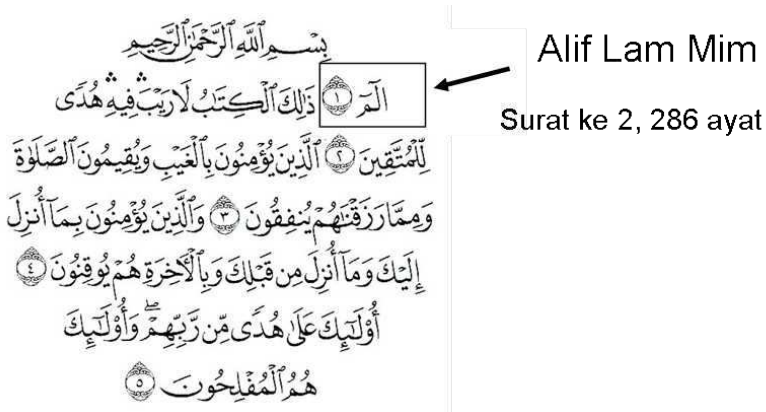 بِسْمِ ٱللَّهِ ٱلرَّحْمَٰنِ ٱلرَّحِيمِ
الٓمٓ ١ ذَٰلِكَ ٱلْكِتَٰبُ لَا رَيْبَ ۛ فِيهِ ۛ هُدًى
لِّلْمُتَّقِينَ ٢ ٱلَّذِينَ يُؤْمِنُونَ بِٱلْغَيْبِ وَيُقِيمُونَ ٱلصَّلَوٰةَ
وَمِمَّا رَزَقْنَٰهُمْ يُنفِقُونَ ٣ وَٱلَّذِينَ يُؤْمِنُونَ بِمَآ أُنزِلَ
إِلَيْكَ وَمَآ أُنزِلَ مِن قَبْلِكَ وَبِٱلْءَاخِرَةِ هُمْ يُوقِنُونَ ٤
أُو۟لَٰٓئِكَ عَلَىٰ هُدًى مِّن رَّبِّهِمْ ۖ وَأُو۟لَٰٓئِكَ
هُمُ ٱلْمُفْلِحُونَ ٥
Alif Lam Mim
Surat ke 2, 286 ayat